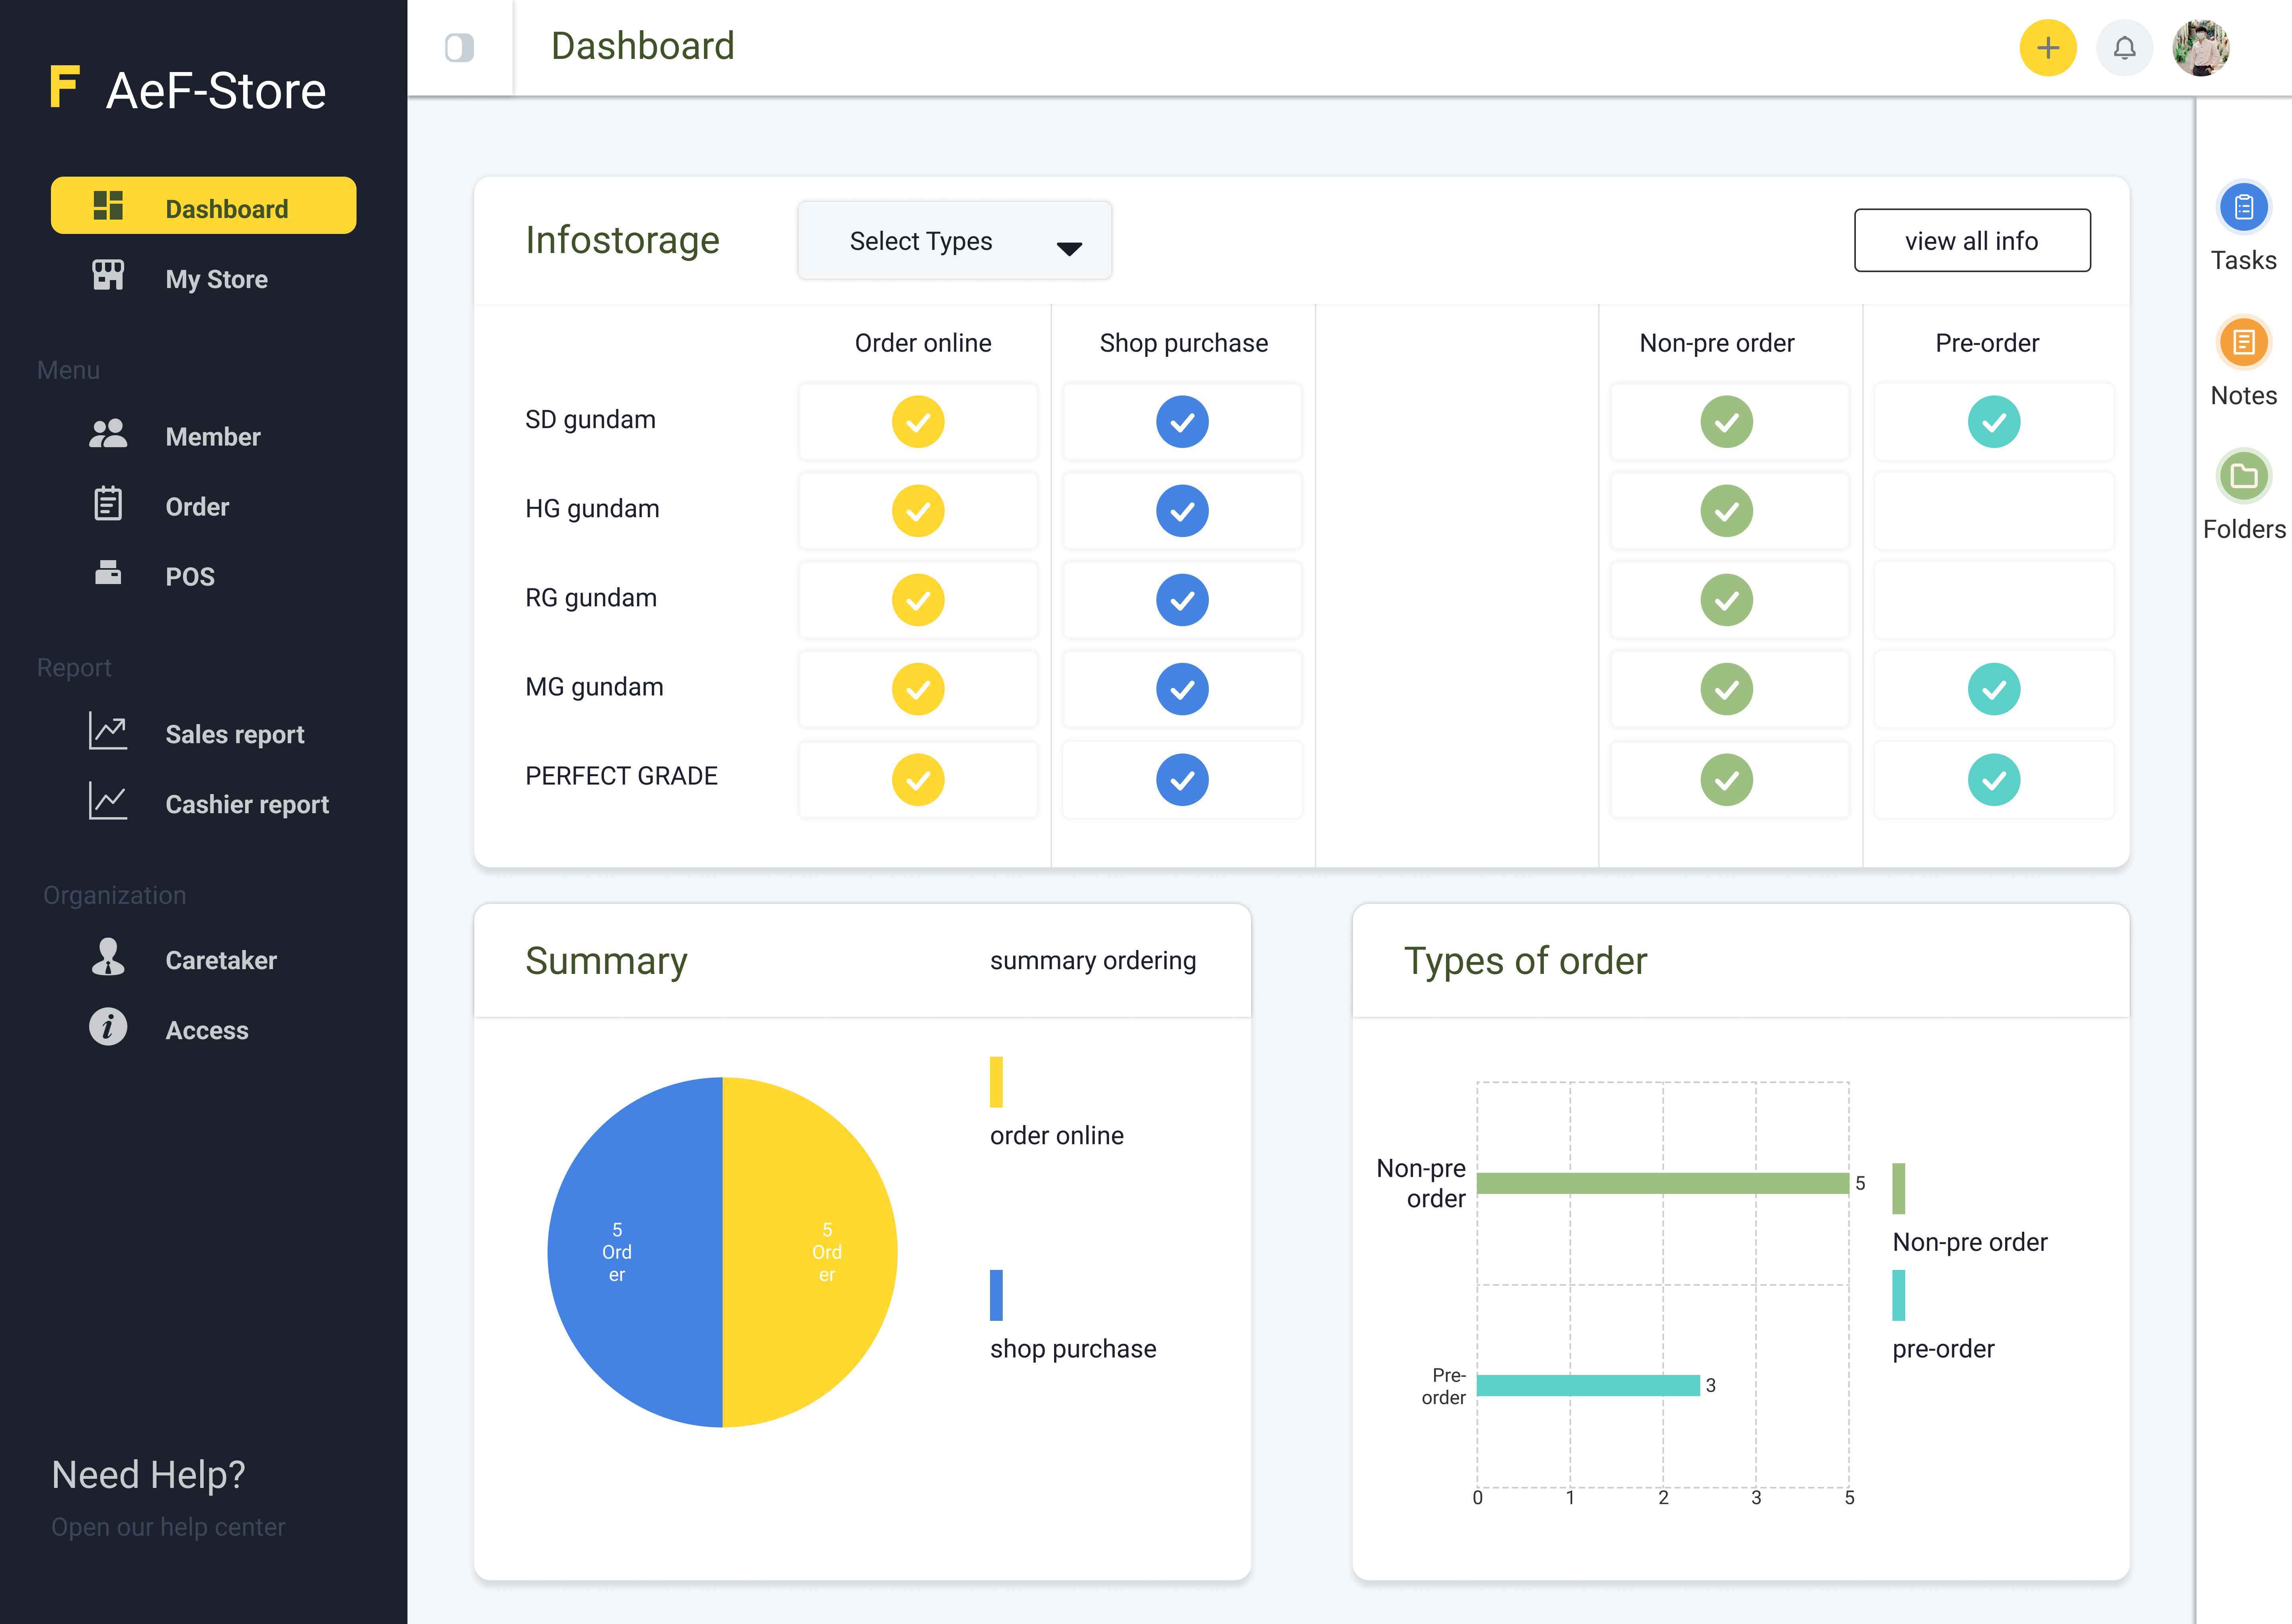 F AeF-Store
Dashboard
My Store
Menu
Member
Order
POS
Report
Sales report
Cashier report
Organization
Caretaker
Access
Need Help?
Open our help center
Dashboard
Infostorage
Select Types
view all info
Order online
Shop purchase
Non-pre order
Pre-order
SD gundam
HG gundam
RG gundam
MG gundam
PERFECT GRADE
Summary
summary ordering
5
Ord
er
5
Ord
er
order online
shop purchase
Types of order
Non-pre
order
5
Pre-
order
3
0 1 2 3 5
Non-pre order
pre-order
Tasks
Notes
Folders